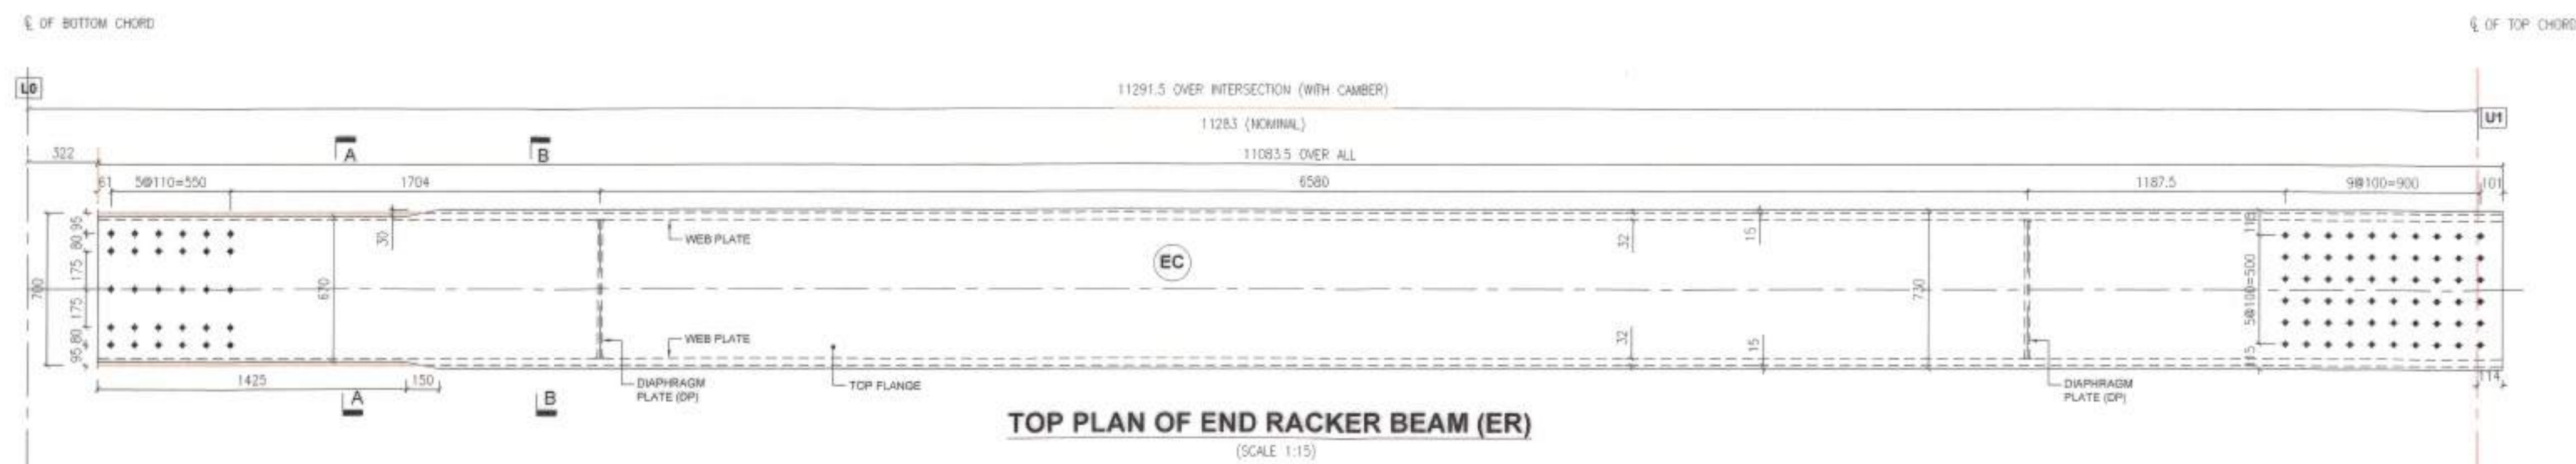 ℄ OF BOTTOM CHORD
℄ OF TOP CHORD
L0
11291.5 OVER INTERSECTION (WITH CAMBER)
11283 (NOMINAL)
U1
322
A
B
11083.5 OVER ALL
61
5@110=550
1704
6580
1187.5
9@100=900
101
700
95
80
175
175
80
95
670
30
WEB PLATE
EC
32
15
730
5@100=500
115
WEB PLATE
32
15
1425
150
A
B
DIAPHRAGM
PLATE (DP)
TOP FLANGE
DIAPHRAGM
PLATE (DP)
114
TOP PLAN OF END RACKER BEAM (ER)
(SCALE 1:15)